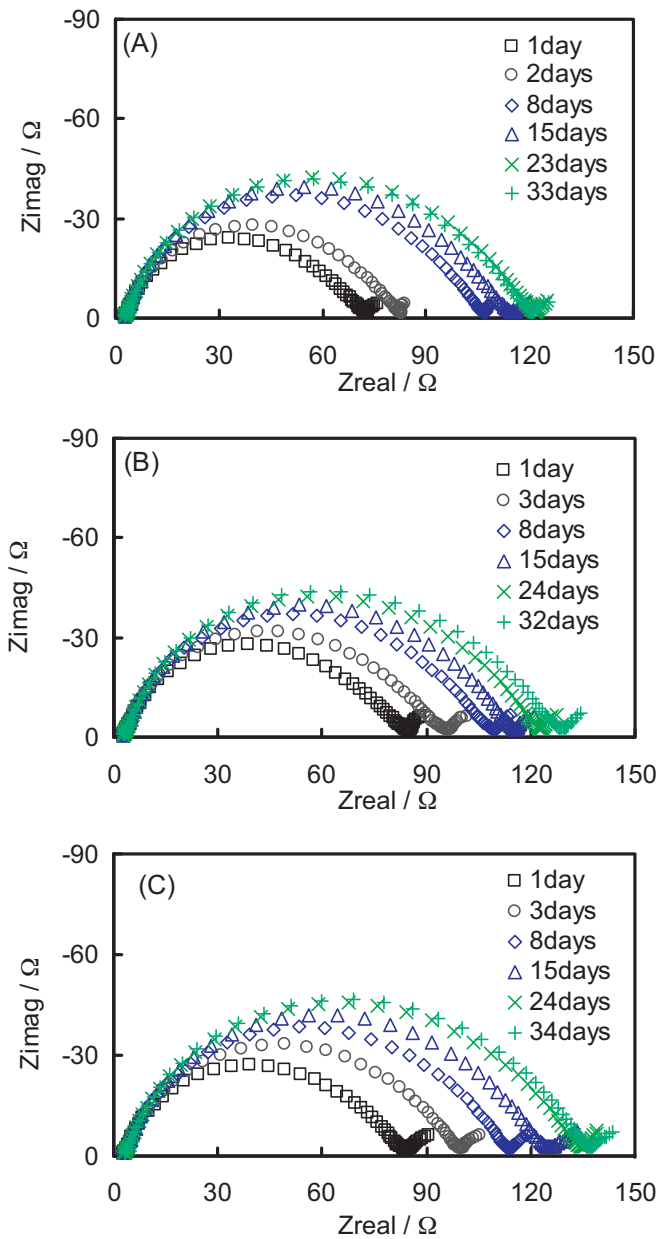 (A)
-90
-60
-30
0
Zimag / Ω
1day
2days
8days
15days
23days
33days
0 30 60 90 120 150
Zreal / Ω
(B)
-90
-60
-30
0
Zimag / Ω
1day
3days
8days
15days
24days
32days
0 30 60 90 120 150
Zreal / Ω
(C)
-90
-60
-30
0
Zimag / Ω
1day
3days
8days
15days
24days
34days
0 30 60 90 120 150
Zreal / Ω